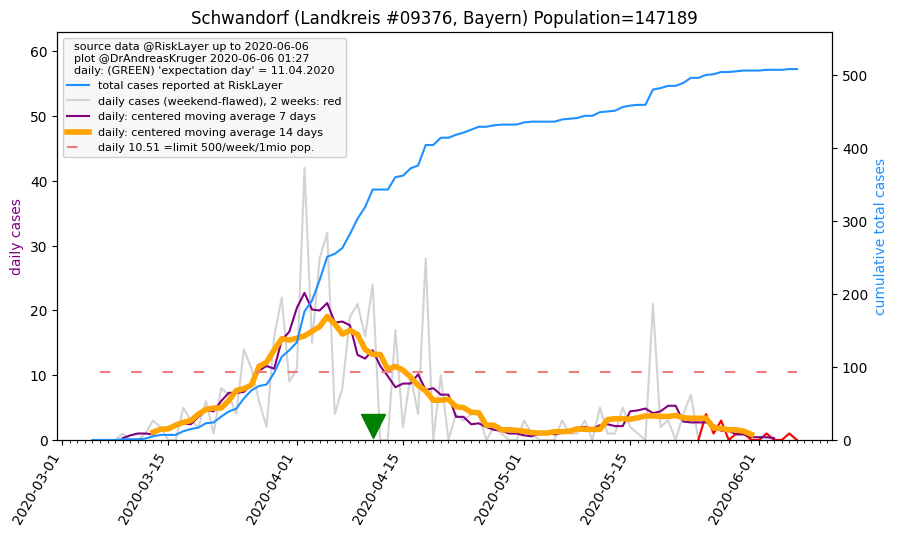 Schwandorf (Landkreis #09376, Bayern) Population=147189
source data @RiskLayer up to 2020-06-06
plot @DrAndreasKruger 2020-06-06 01:27
daily: (GREEN) 'expectation day' = 11.04.2020
total cases reported at RiskLayer
daily cases (weekend-flawed), 2 weeks: red
daily: centered moving average 7 days
daily: centered moving average 14 days
daily 10.51 =limit 500/week/1mio pop.
daily cases
60
50
40
30
20
10
0
cumulative total cases
500
400
300
200
100
0
2020-03-01
2020-03-15
2020-04-01
2020-04-15
2020-05-01
2020-05-15
2020-06-01